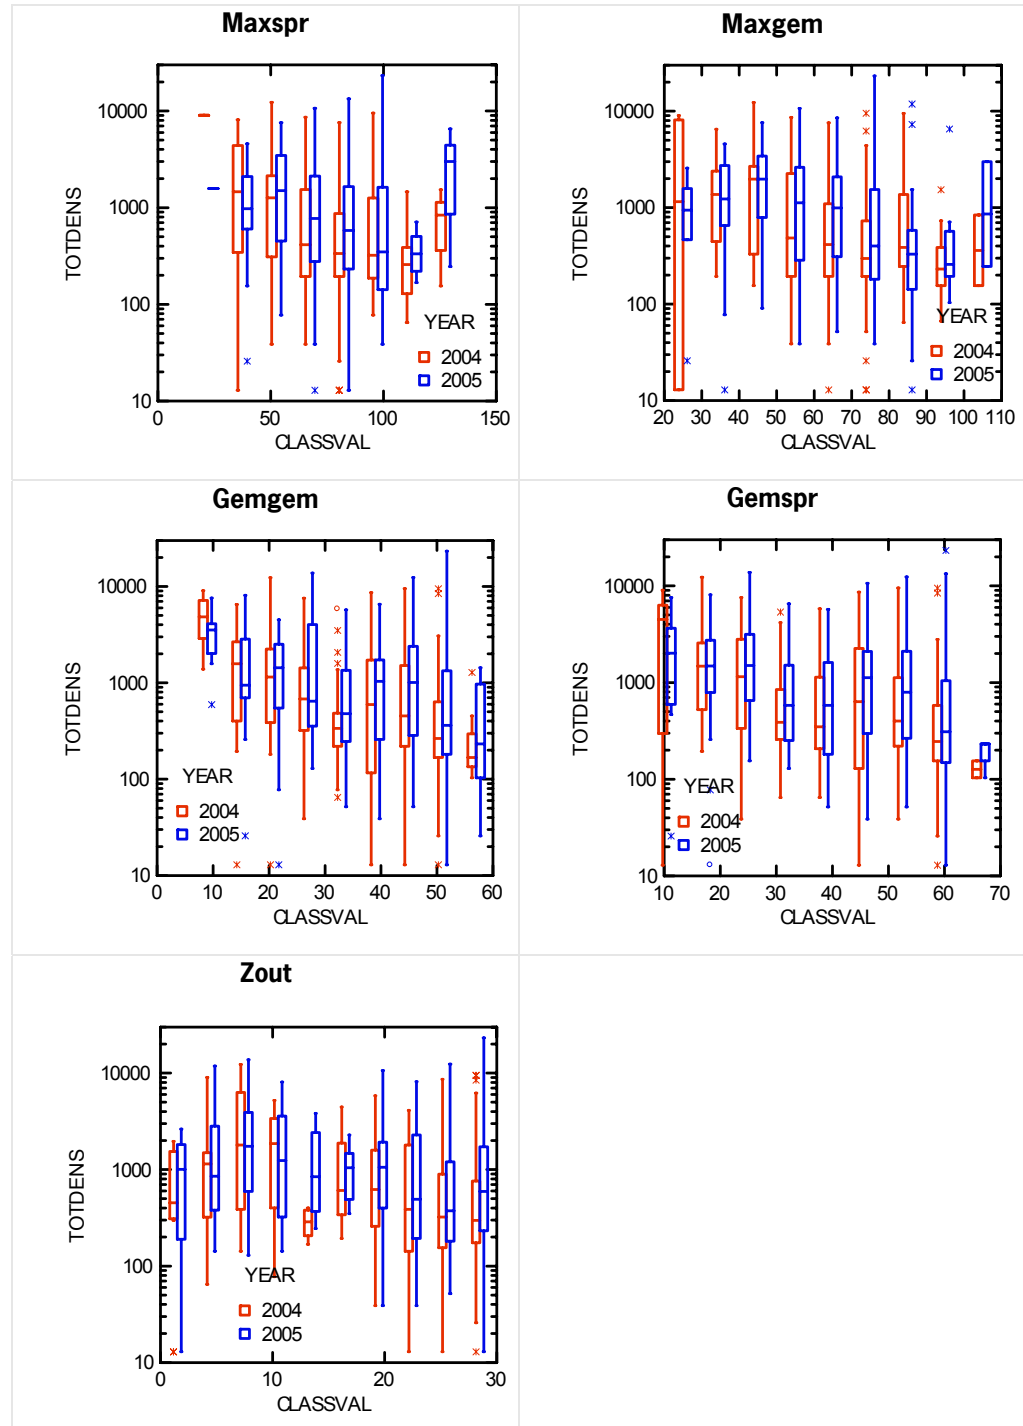 Maxspr
10000
1000
100
10
TOTDENS
YEAR
2004
2005
0 50 100 150
CLASSVAL
Maxgem
10000
1000
100
10
TOTDENS
YEAR
2004
2005
20 30 40 50 60 70 80 90 100 110
CLASSVAL
Gemgem
10000
1000
100
10
TOTDENS
YEAR
2004
2005
0 10 20 30 40 50 60
CLASSVAL
Gemspr
10000
1000
100
10
TOTDENS
YEAR
2004
2005
10 20 30 40 50 60 70
CLASSVAL
Zout
10000
1000
100
10
TOTDENS
YEAR
2004
2005
0 10 20 30
CLASSVAL